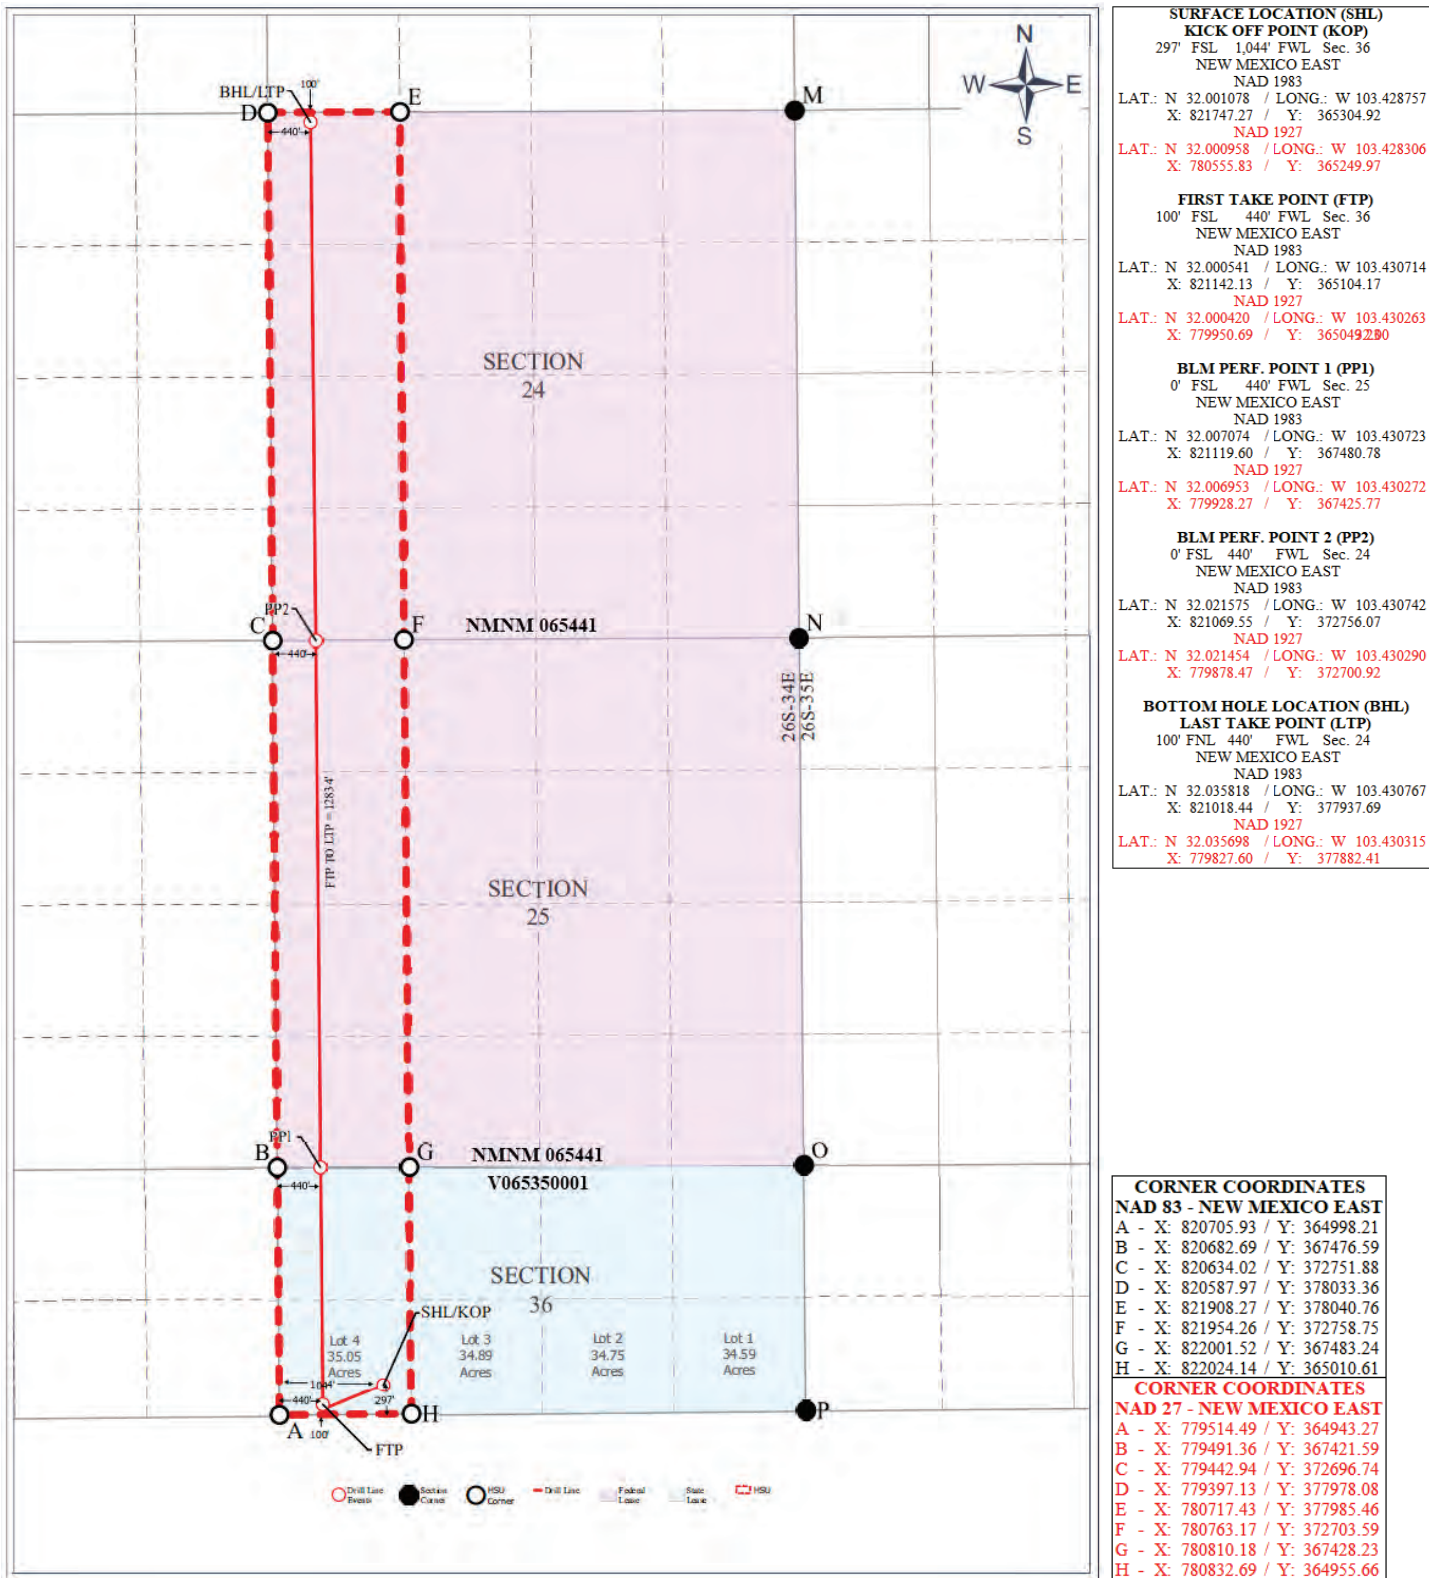 N
W E
S
BHL/LTP
100'
D
E
M
440'
SECTION
24
PP2
C
F
NMNM 065441
N
440'
26S-34E
26S-35E
FTP TO LTP = 12834'
SECTION
25
PP1
B
G
NMNM 065441
O
V065350001
440'
SECTION
36
SHL/KOP
Lot 4
35.05
Acres
Lot 3
34.89
Acres
Lot 2
34.75
Acres
Lot 1
34.59
Acres
1044'
440'
297'
A
100'
H
P
FTP
Drill Line Events
Section Corner
HSU Corner
Drill Line
Federal Lease
State Lease
HSU
SURFACE LOCATION (SHL)
KICK OFF POINT (KOP)
297' FSL 1,044' FWL Sec. 36
NEW MEXICO EAST
NAD 1983
LAT.: N 32.001078 / LONG.: W 103.428757
X: 821747.27 / Y: 365304.92
NAD 1927
LAT.: N 32.000958 / LONG.: W 103.428306
X: 780555.83 / Y: 365249.97
FIRST TAKE POINT (FTP)
100' FSL 440' FWL Sec. 36
NEW MEXICO EAST
NAD 1983
LAT.: N 32.000541 / LONG.: W 103.430714
X: 821142.13 / Y: 365104.17
NAD 1927
LAT.: N 32.000420 / LONG.: W 103.430263
X: 779950.69 / Y:
BLM PERF. POINT 1 (PP1)
0' FSL 440' FWL Sec. 25
NEW MEXICO EAST
NAD 1983
LAT.: N 32.007074 / LONG.: W 103.430723
X: 821119.60 / Y: 367480.78
NAD 1927
LAT.: N 32.006953 / LONG.: W 103.430272
X: 779928.27 / Y: 367425.77
BLM PERF. POINT 2 (PP2)
0' FSL 440' FWL Sec. 24
NEW MEXICO EAST
NAD 1983
LAT.: N 32.021575 / LONG.: W 103.430742
X: 821069.55 / Y: 372756.07
NAD 1927
LAT.: N 32.021454 / LONG.: W 103.430290
X: 779878.47 / Y: 372700.92
BOTTOM HOLE LOCATION (BHL)
LAST TAKE POINT (LTP)
100' FNL 440' FWL Sec. 24
NEW MEXICO EAST
NAD 1983
LAT.: N 32.035818 / LONG.: W 103.430767
X: 821018.44 / Y: 377937.69
NAD 1927
LAT.: N 32.035698 / LONG.: W 103.430315
X: 779827.60 / Y: 377882.41
CORNER COORDINATES
NAD 83 - NEW MEXICO EAST
A - X: 820705.93 / Y: 364998.21
B - X: 820682.69 / Y: 367476.59
C - X: 820634.02 / Y: 372751.88
D - X: 820587.97 / Y: 378033.36
E - X: 821908.27 / Y: 378040.76
F - X: 821954.26 / Y: 372758.75
G - X: 822001.52 / Y: 367483.24
H - X: 822024.14 / Y: 365010.61
CORNER COORDINATES
NAD 27 - NEW MEXICO EAST
A - X: 779514.49 / Y: 364943.27
B - X: 779491.36 / Y: 367421.59
C - X: 779442.94 / Y: 372696.74
D - X: 779397.13 / Y: 377978.08
E - X: 780717.43 / Y: 377985.46
F - X: 780763.17 / Y: 372703.59
G - X: 780810.18 / Y: 367428.23
H - X: 780832.69 / Y: 364955.66